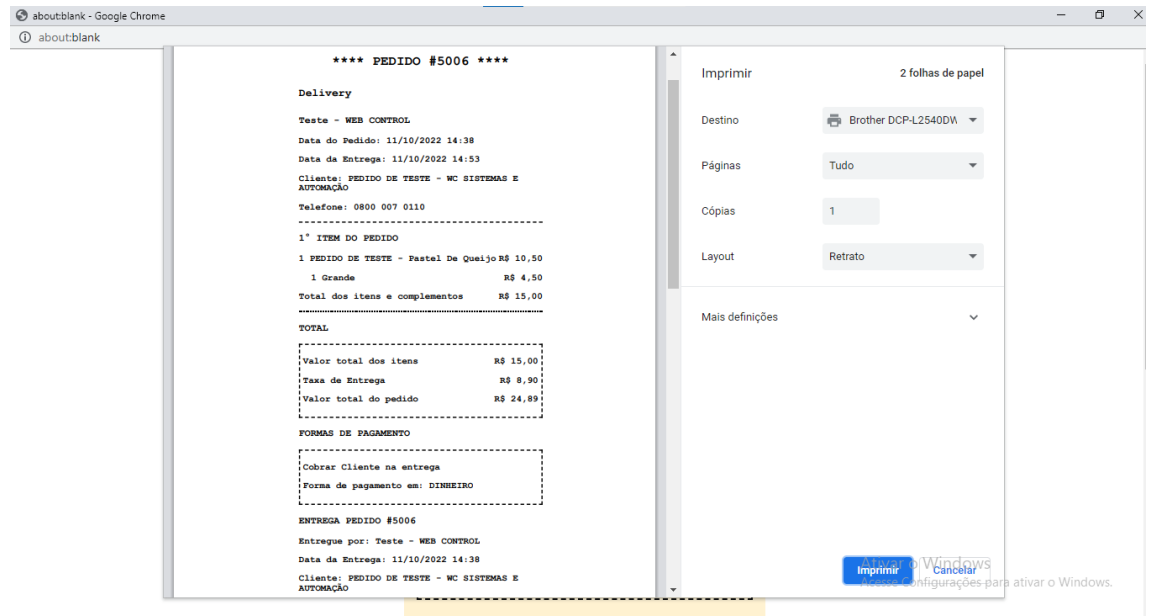 about:blank - Google Chrome
about:blank
**** PEDIDO #5006 ****
Delivery
Teste - WEB CONTROL
Data do Pedido: 11/10/2022 14:38
Data da Entrega: 11/10/2022 14:53
Cliente: PEDIDO DE TESTE - WC SISTEMAS E
AUTOMAÇÃO
Telefone: 0800 007 0110
1° ITEM DO PEDIDO
1 PEDIDO DE TESTE - Pastel De Queijo R$ 10,50
1 Grande R$ 4,50
Total dos itens e complementos R$ 15,00
TOTAL
Valor total dos itens R$ 15,00
Taxa de Entrega R$ 8,90
Valor total do pedido R$ 24,89
FORMAS DE PAGAMENTO
Cobrar Cliente na entrega
Forma de pagamento em: DINHEIRO
ENTREGA PEDIDO #5006
Entregue por: Teste - WEB CONTROL
Data da Entrega: 11/10/2022 14:38
Cliente: PEDIDO DE TESTE - WC SISTEMAS E
AUTOMAÇÃO
Imprimir 2 folhas de papel
Destino Brother DCP-L2540DW
Páginas Tudo
Cópias 1
Layout Retrato
Mais definições
Imprimir Cancelar
Ativar o Windows
Acesse Configurações para ativar o Windows.